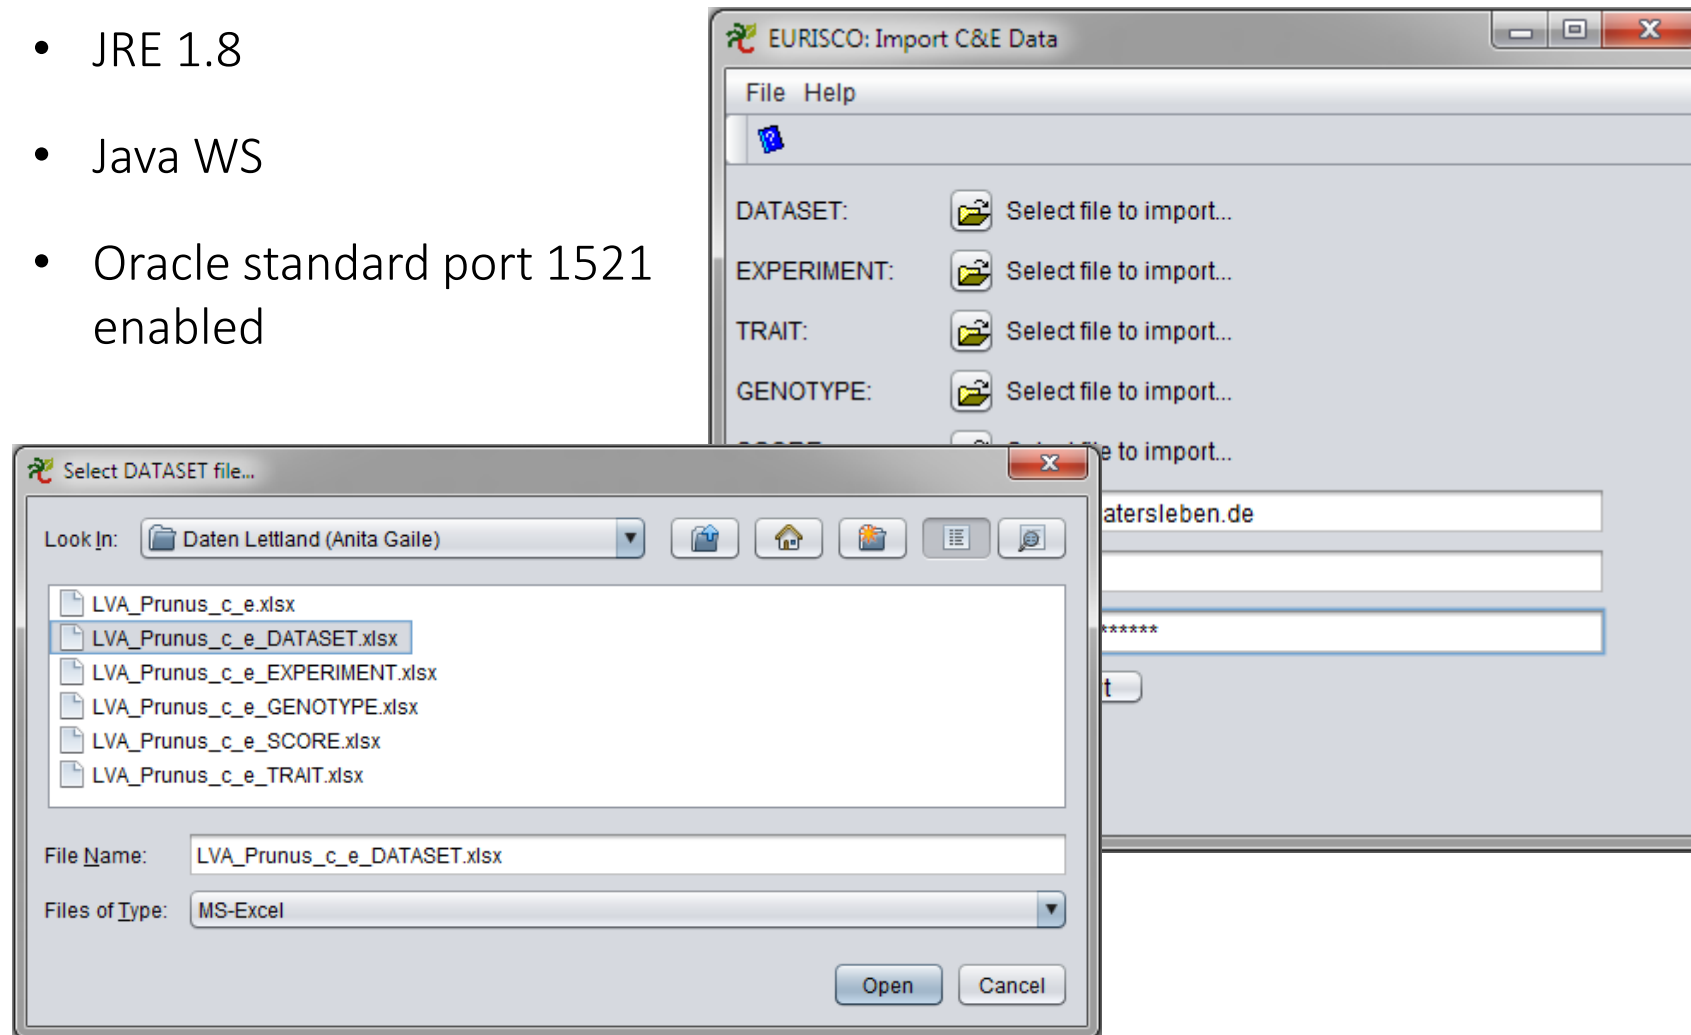 • JRE 1.8
• Java WS
• Oracle standard port 1521
enabled
EURISCO: Import C&E Data
File Help
DATASET: Select file to import...
EXPERIMENT: Select file to import...
TRAIT: Select file to import...
GENOTYPE: Select file to import...
e to import...
atersleben.de
******
t
Select DATASET file...
Look In: Daten Lettland (Anita Gaile)
LVA_Prunus_c_e.xlsx
LVA_Prunus_c_e_DATASET.xlsx
LVA_Prunus_c_e_EXPERIMENT.xlsx
LVA_Prunus_c_e_GENOTYPE.xlsx
LVA_Prunus_c_e_SCORE.xlsx
LVA_Prunus_c_e_TRAIT.xlsx
File Name: LVA_Prunus_c_e_DATASET.xlsx
Files of Type: MS-Excel
Open Cancel